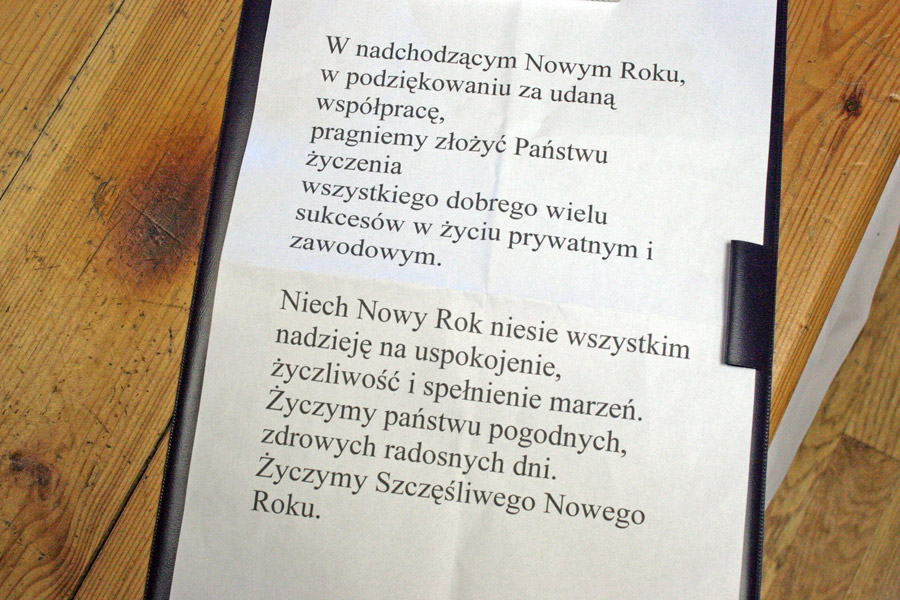 W nadchodzącym Nowym Roku,
w podziękowaniu za udaną
współpracę,
pragniemy złożyć Państwu
życzenia
wszystkiego dobrego wielu
sukcesów w życiu prywatnym i
zawodowym.
Niech Nowy Rok niesie wszystkim
nadzieję na uspokojenie,
życzliwość i spełnienie marzeń.
Życzymy państwu pogodnych,
zdrowych radosnych dni.
Życzymy Szczęśliwego Nowego
Roku.